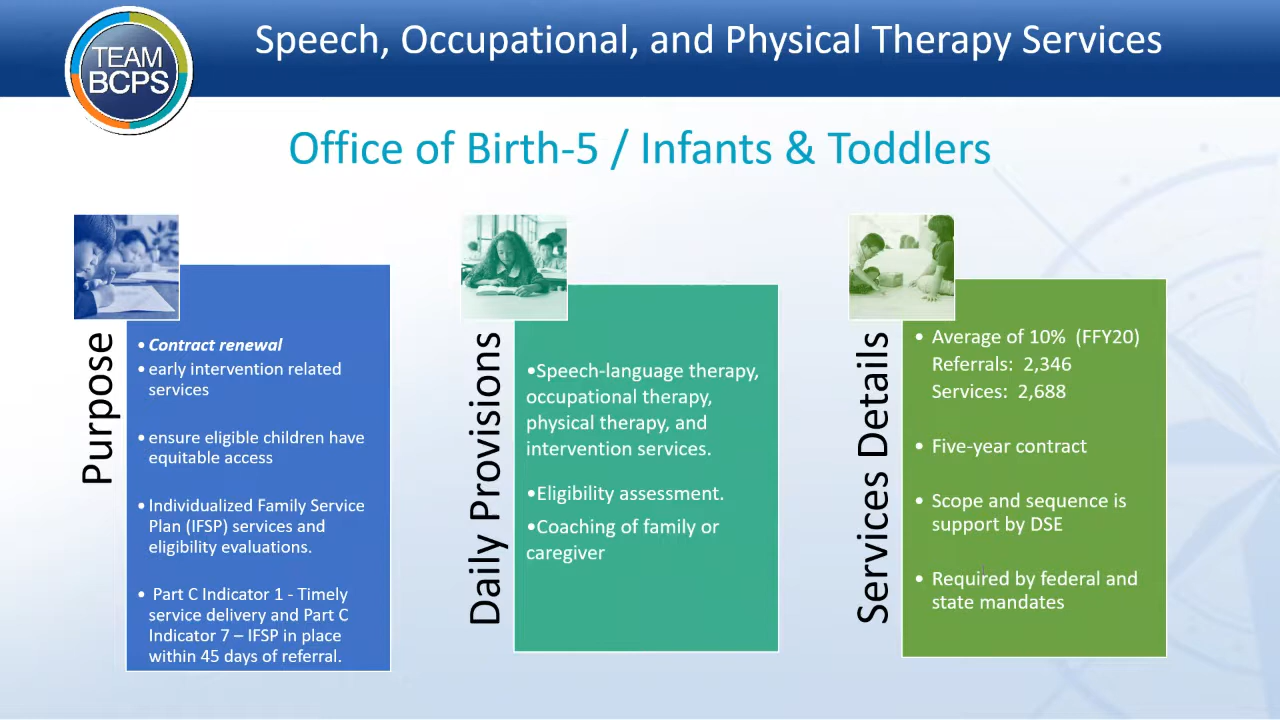 TEAM
BCPS
Speech, Occupational, and Physical Therapy Services
Office of Birth-5 / Infants & Toddlers
Purpose
•Contract renewal
•early intervention related
services
•ensure eligible children have
equitable access
•Individualized Family Service
Plan (IFSP) services and
eligibility evaluations.
• Part C Indicator 1 - Timely
service delivery and Part C
Indicator 7 – IFSP in place
within 45 days of referral.
Daily Provisions
•Speech-language therapy,
occupational therapy,
physical therapy, and
intervention services.
•Eligibility assessment.
•Coaching of family or
caregiver
Services Details
• Average of 10% (FFY20)
Referrals: 2,346
Services: 2,688
• Five-year contract
• Scope and sequence is
support by DSE
• Required by federal and
state mandates